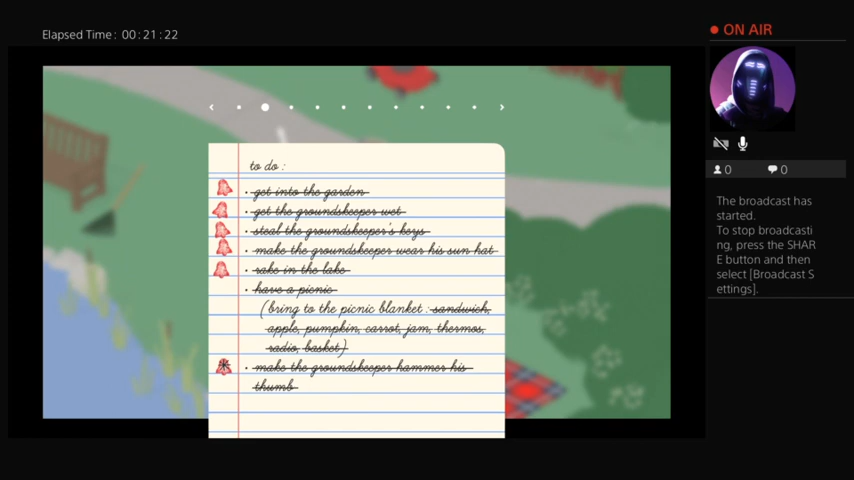 Elapsed Time: 00:21:22
ON AIR
to do:
· get into the garden
· get the groundskeeper wet
· steal the groundskeeper's keys
· make the groundskeeper wear his sun hat
· rake in the lake
· have a picnic
(bring to the picnic blanket: sandwich,
apple, pumpkin, carrot, jam, thermos,
radio, basket)
· make the groundskeeper hammer his
thumb
0 0
The broadcast has
started.
To stop broadcasti
ng, press the SHAR
E button and then
select [Broadcast S
ettings].